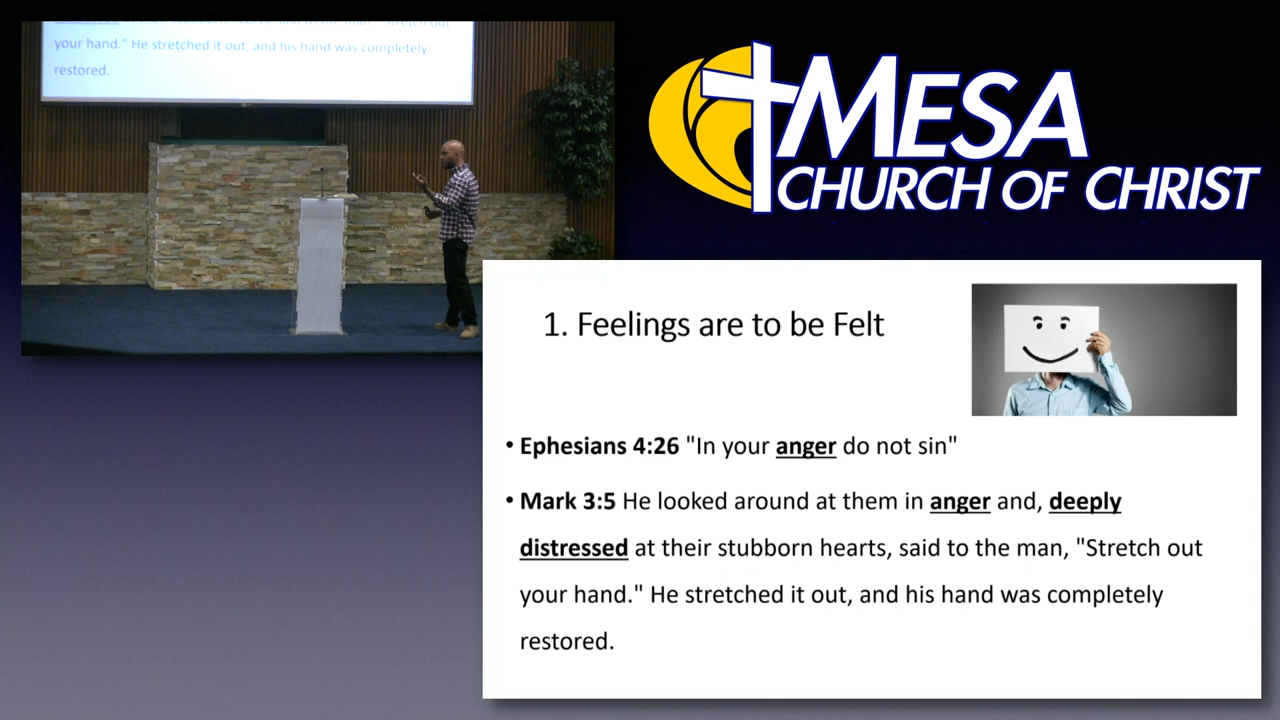 your hand." He stretched it out, and his hand was completely
restored.
MESA
CHURCH OF CHRIST
1. Feelings are to be Felt
• Ephesians 4:26 "In your anger do not sin"
• Mark 3:5 He looked around at them in anger and, deeply
distressed at their stubborn hearts, said to the man, "Stretch out
your hand." He stretched it out, and his hand was completely
restored.